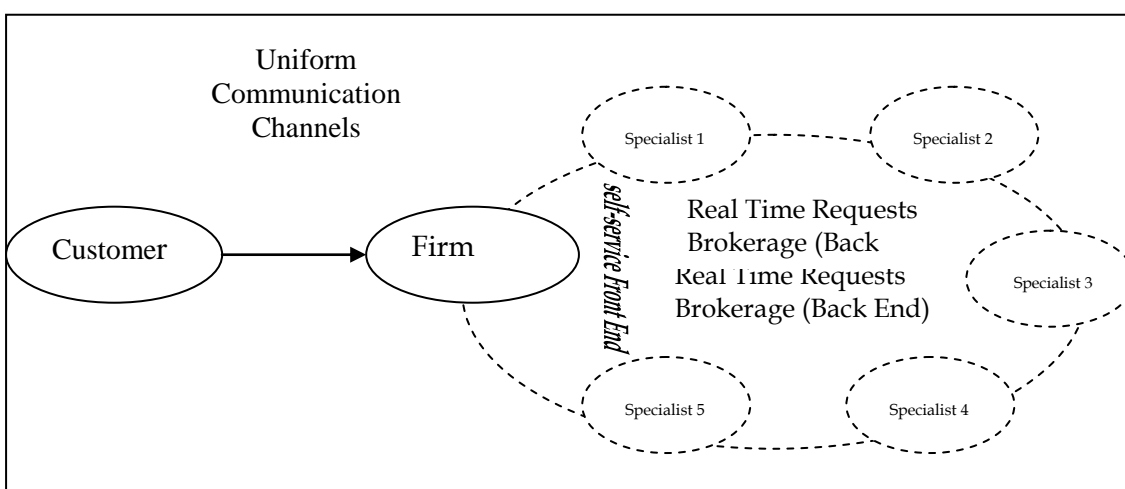 Uniform
Communication
Channels
Specialist 1
Specialist 2
self-service Front End
Real Time Requests
Brokerage (Back
Customer
Firm
Real Time Requests
Brokerage (Back End)
Specialist 3
Specialist 5
Specialist 4